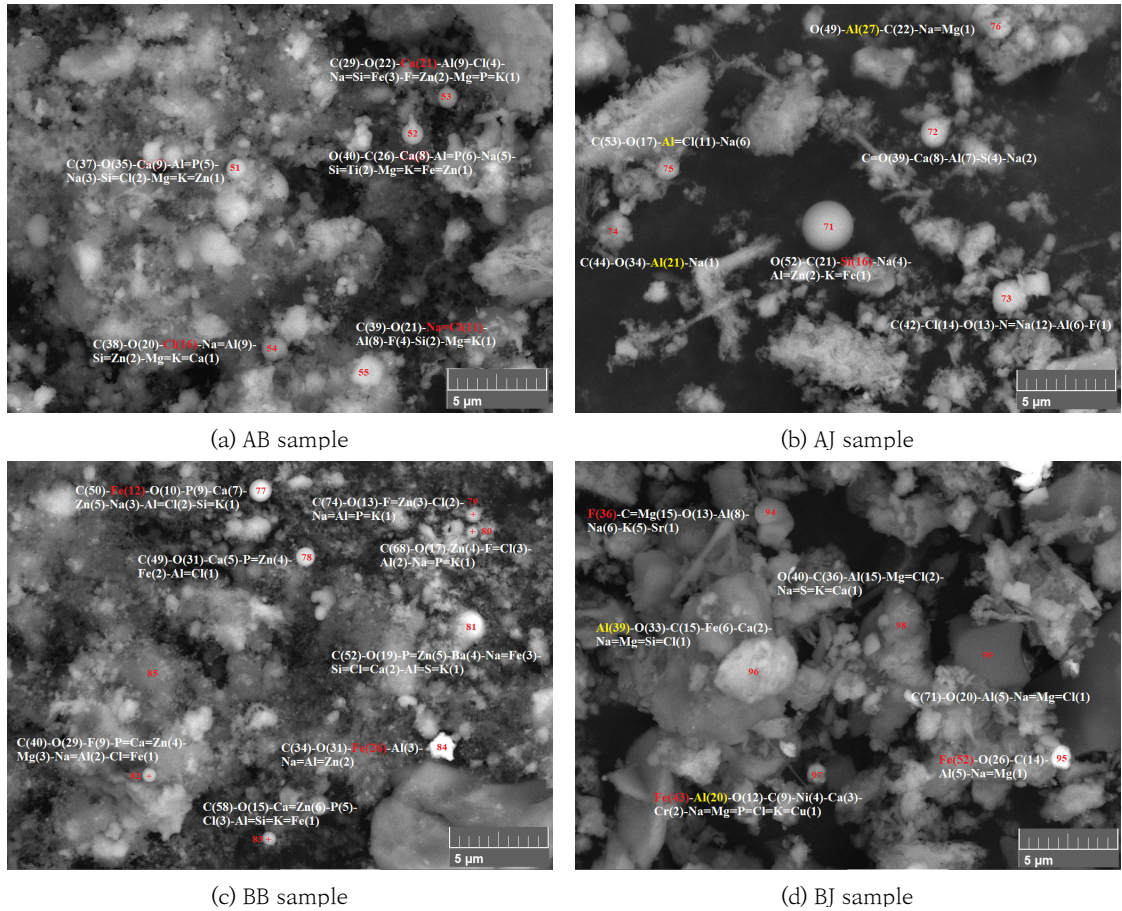 C(29)-O(22)-Ca(21)-Al(9)-Cl(4)-
Na=Si=Fe(3)-F=Zn(2)-Mg=P=K(1)
53
52
O(40)-C(26)-Ca(8)-Al=P(6)-Na(5)-
Si=Ti(2)-Mg=K=Fe=Zn(1)
C(37)-O(35)-Ca(9)-Al=P(5)-
Na(3)-Si=Cl(2)-Mg=K=Zn(1)
51
C(39)-O(21)-Na=Cl(11)-
Al(8)-F(4)-Si(2)-Mg=K(1)
C(38)-O(20)-Cl(16)-Na=Al(9)-
Si=Zn(2)-Mg=K=Ca(1)
54
55
5 µm
(a) AB sample
O(49)-Al(27)-C(22)-Na=Mg(1)
76
C(53)-O(17)-Al=Cl(11)-Na(6)
72
C=O(39)-Ca(8)-Al(7)-S(4)-Na(2)
75
74
71
C(44)-O(34)-Al(21)-Na(1)
O(52)-C(21)-Si(16)-Na(4)-
Al=Zn(2)-K=Fe(1)
73
C(42)-Cl(14)-O(13)-N=Na(12)-Al(6)-F(1)
5 µm
(b) AJ sample
C(50)-Fe(12)-O(10)-P(9)-Ca(7)-
Zn(5)-Na(3)-Al=Cl(2)-Si=K(1)
77
C(74)-O(13)-F=Zn(3)-Cl(2)-
Na=Al=P=K(1)
79
+
+ 80
C(68)-O(17)-Zn(4)-F=Cl(3)-
Al(2)-Na=P=K(1)
C(49)-O(31)-Ca(5)-P=Zn(4)-
Fe(2)-Al=Cl(1)
78
81
C(52)-O(19)-P=Zn(5)-Ba(4)-Na=Fe(3)-
Si=Cl=Ca(2)-Al=S=K(1)
85
C(40)-O(29)-F(9)-P=Ca=Zn(4)-
Mg(3)-Na=Al(2)-Cl=Fe(1)
+
C(34)-O(31)-Al(3)-
Na=Al=Zn(2)
84
C(58)-O(15)-Ca=Zn(6)-P(5)-
Cl(3)-Al=Si=K=Fe(1)
83 +
5 µm
(c) BB sample
F(36)-C=Mg(15)-O(13)-Al(8)-
Na(6)-K(5)-Sr(1)
94
O(40)-C(36)-Al(15)-Mg=Cl(2)-
Na=S=K=Ca(1)
98
Al(39)-O(33)-C(15)-Fe(6)-Ca(2)-
Na=Mg=Si=Cl(1)
96
C(71)-O(20)-Al(5)-Na=Mg=Cl(1)
Fe(52)-O(26)-C(14)-
Al(5)-Na=Mg(1)
95
97
Fe(43)-Al(20)-O(12)-C(9)-Ni(4)-Ca(3)-
Cr(2)-Na=Mg=P=Cl=K=Cu(1)
5 µm
(d) BJ sample